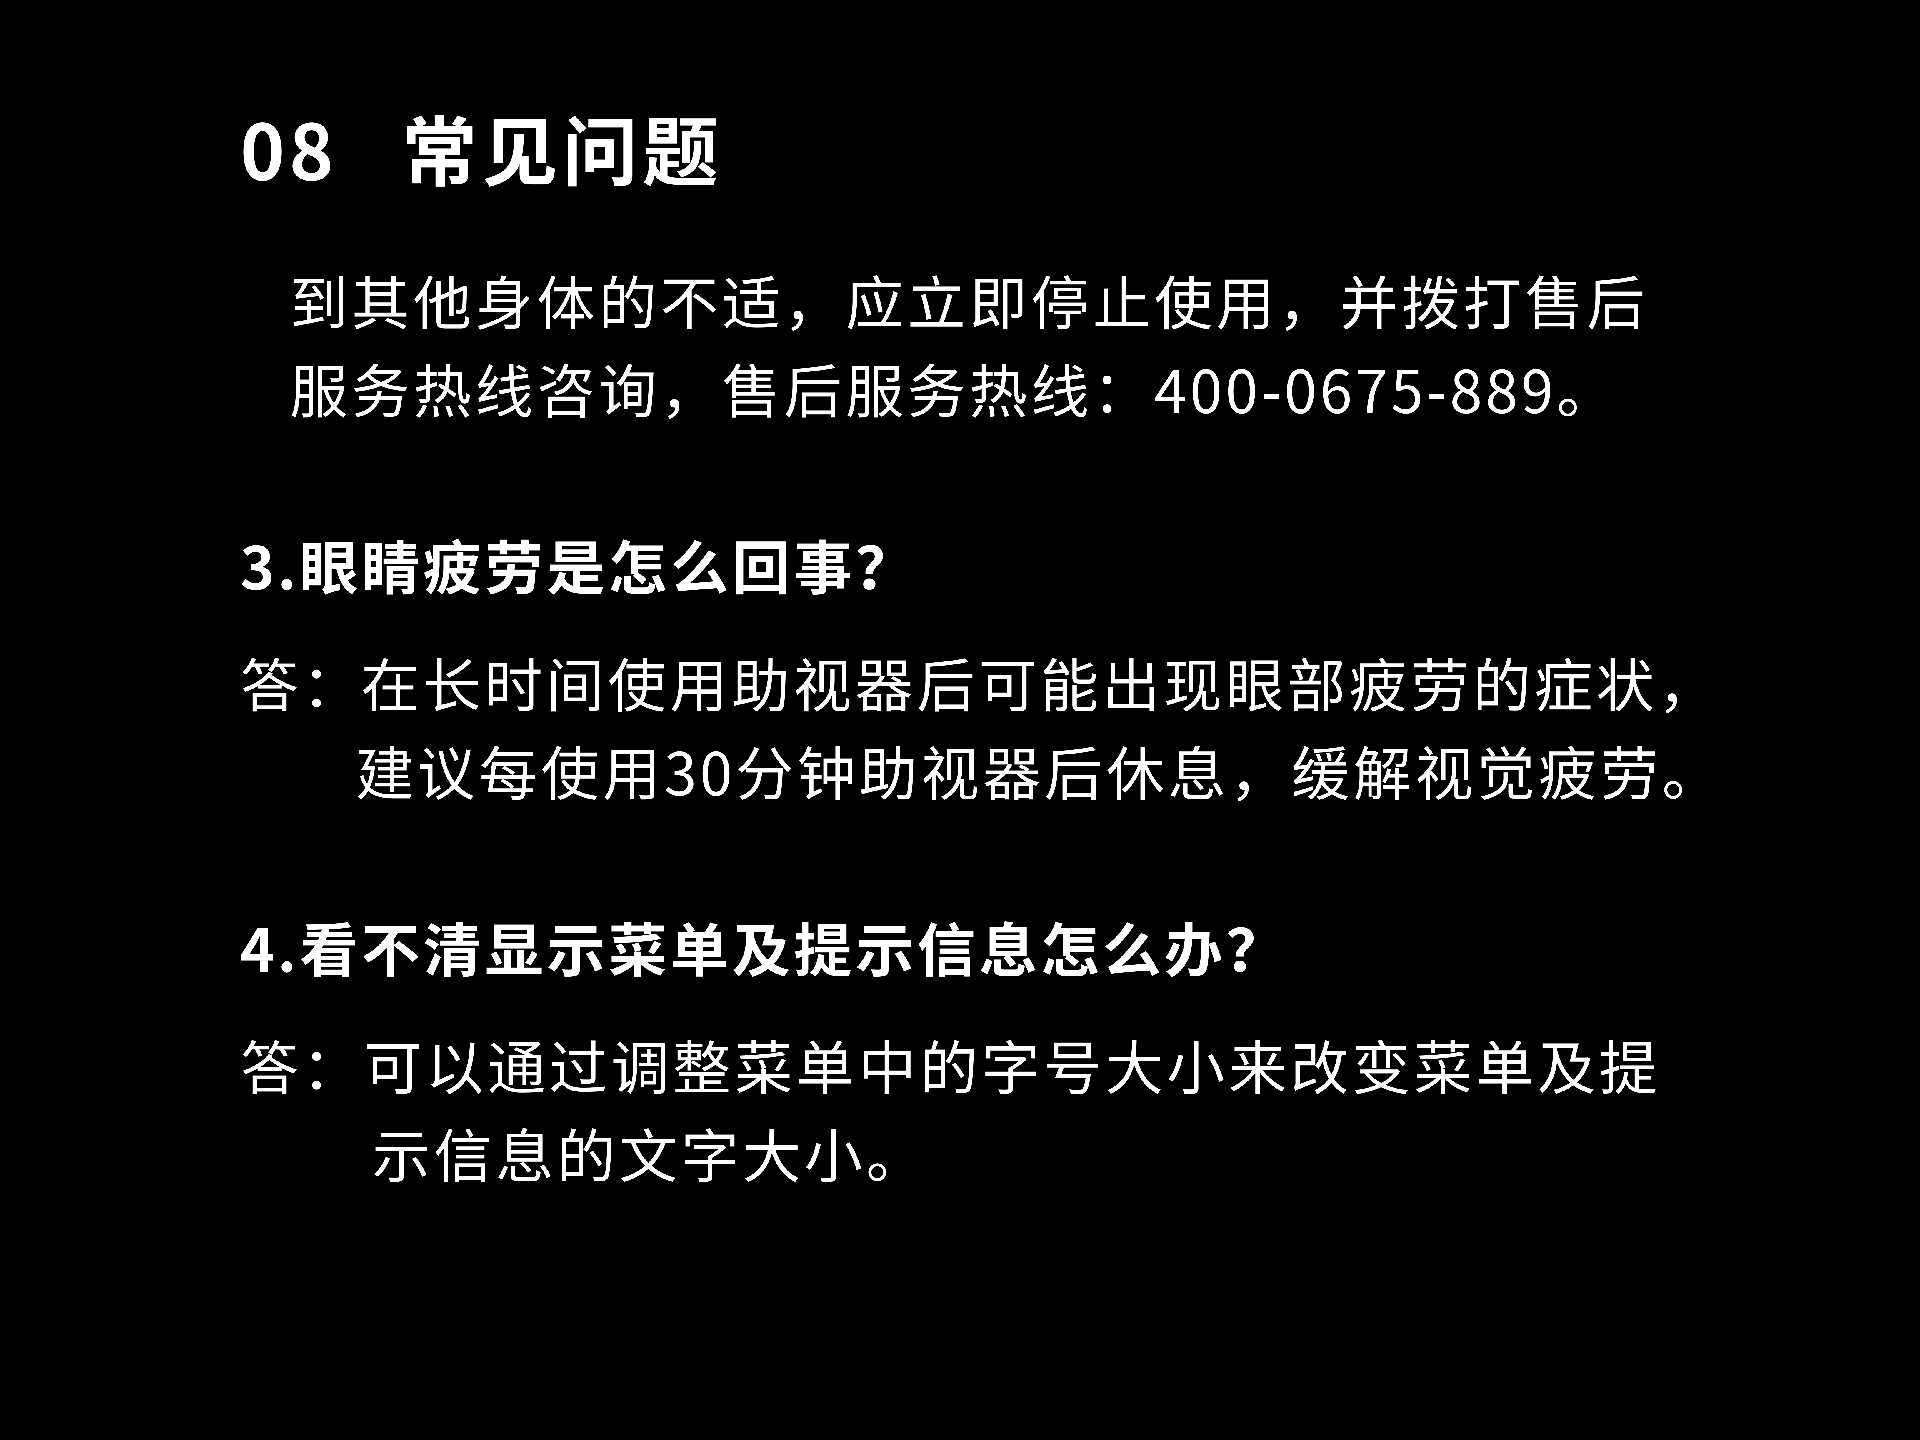 08 常见问题
到其他身体的不适，应立即停止使用，并拨打售后
服务热线咨询，售后服务热线：400-0675-889。
3.眼睛疲劳是怎么回事？
答：在长时间使用助视器后可能出现眼部疲劳的症状，
建议每使用30分钟助视器后休息，缓解视觉疲劳。
4.看不清显示菜单及提示信息怎么办？
答：可以通过调整菜单中的字号大小来改变菜单及提
示信息的文字大小。